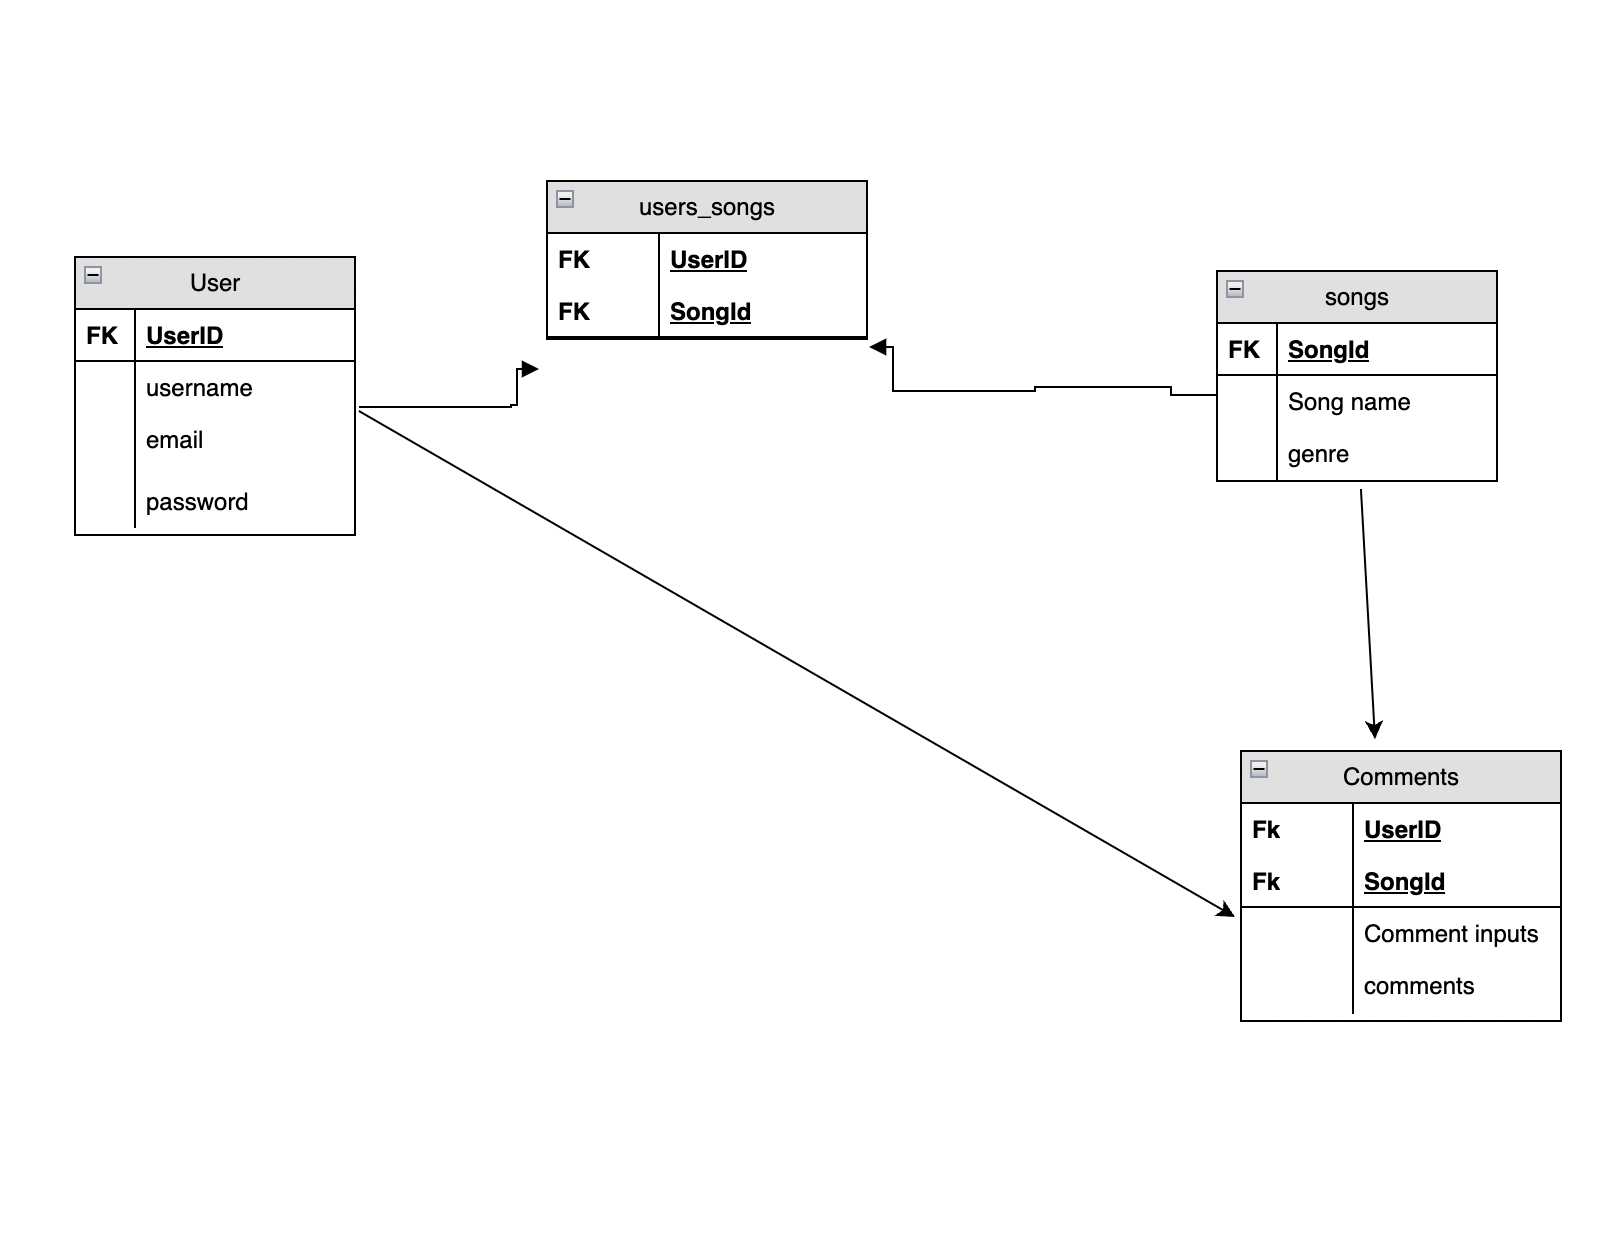 users_songs
FK UserID
FK SongId
User
FK UserID
username
email
password
songs
FK SongId
Song name
genre
Comments
Fk UserID
Fk SongId
Comment inputs
comments